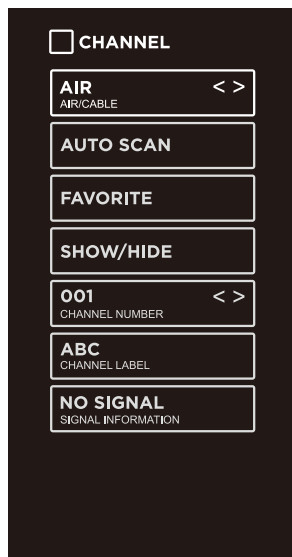 CHANNEL
AIR < >
AIR/CABLE
AUTO SCAN
FAVORITE
SHOW/HIDE
001 < >
CHANNEL NUMBER
ABC
CHANNEL LABEL
NO SIGNAL
SIGNAL INFORMATION